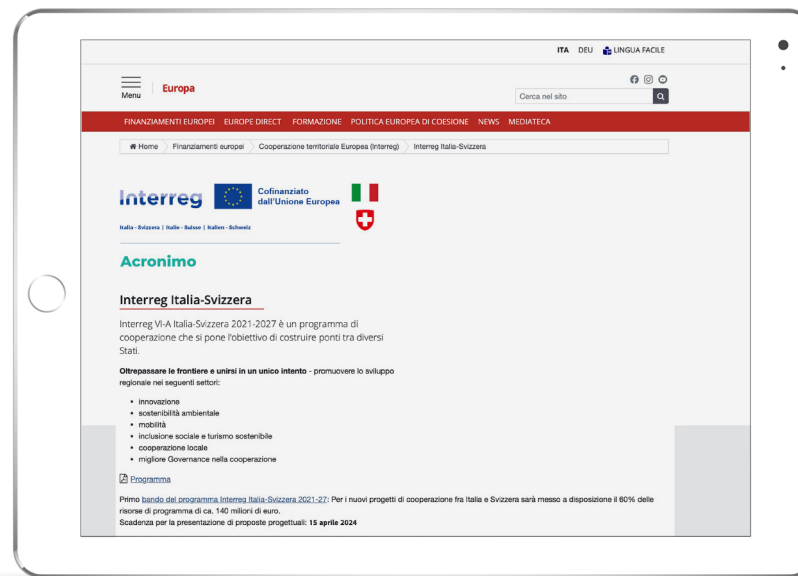 ITA DEU LINGUA FACILE
Menu
Europa
Cerca nel sito
FINANZIAMENTI EUROPEI EUROPE DIRECT FORMAZIONE POLITICA EUROPEA DI COESIONE NEWS MEDIATECA
Home Finanziamenti europei Cooperazione territoriale Europea (Interreg) Interreg Italia-Svizzera
Interreg
Cofinanziato
dall'Unione Europea
Italia - Svizzera | Italie - Suisse | Italien - Schweiz
Acronimo
Interreg Italia-Svizzera
Interreg VI-A Italia-Svizzera 2021-2027 è un programma di
cooperazione che si pone l'obiettivo di costruire ponti tra diversi
Stati.
Oltrepassare le frontiere e unirsi in un unico intento - promuovere lo sviluppo
regionale nei seguenti settori:
• innovazione
• sostenibilità ambientale
• mobilità
• inclusione sociale e turismo sostenibile
• cooperazione locale
• migliore Governance nella cooperazione
Programma
Primo bando del programma Interreg Italia-Svizzera 2021-27: Per i nuovi progetti di cooperazione fra Italia e Svizzera sarà messo a disposizione il 60% delle
risorse di programma di ca. 140 milioni di euro.
Scadenza per la presentazione di proposte progettuali: 15 aprile 2024